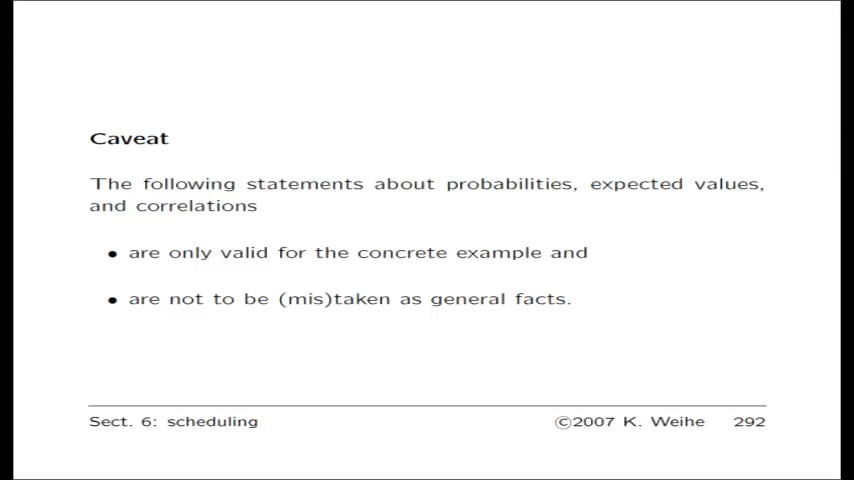 Caveat
The following statements about probabilities, expected values,
and correlations
• are only valid for the concrete example and
• are not to be (mis)taken as general facts.
Sect. 6: scheduling ©2007 K. Weihe 292